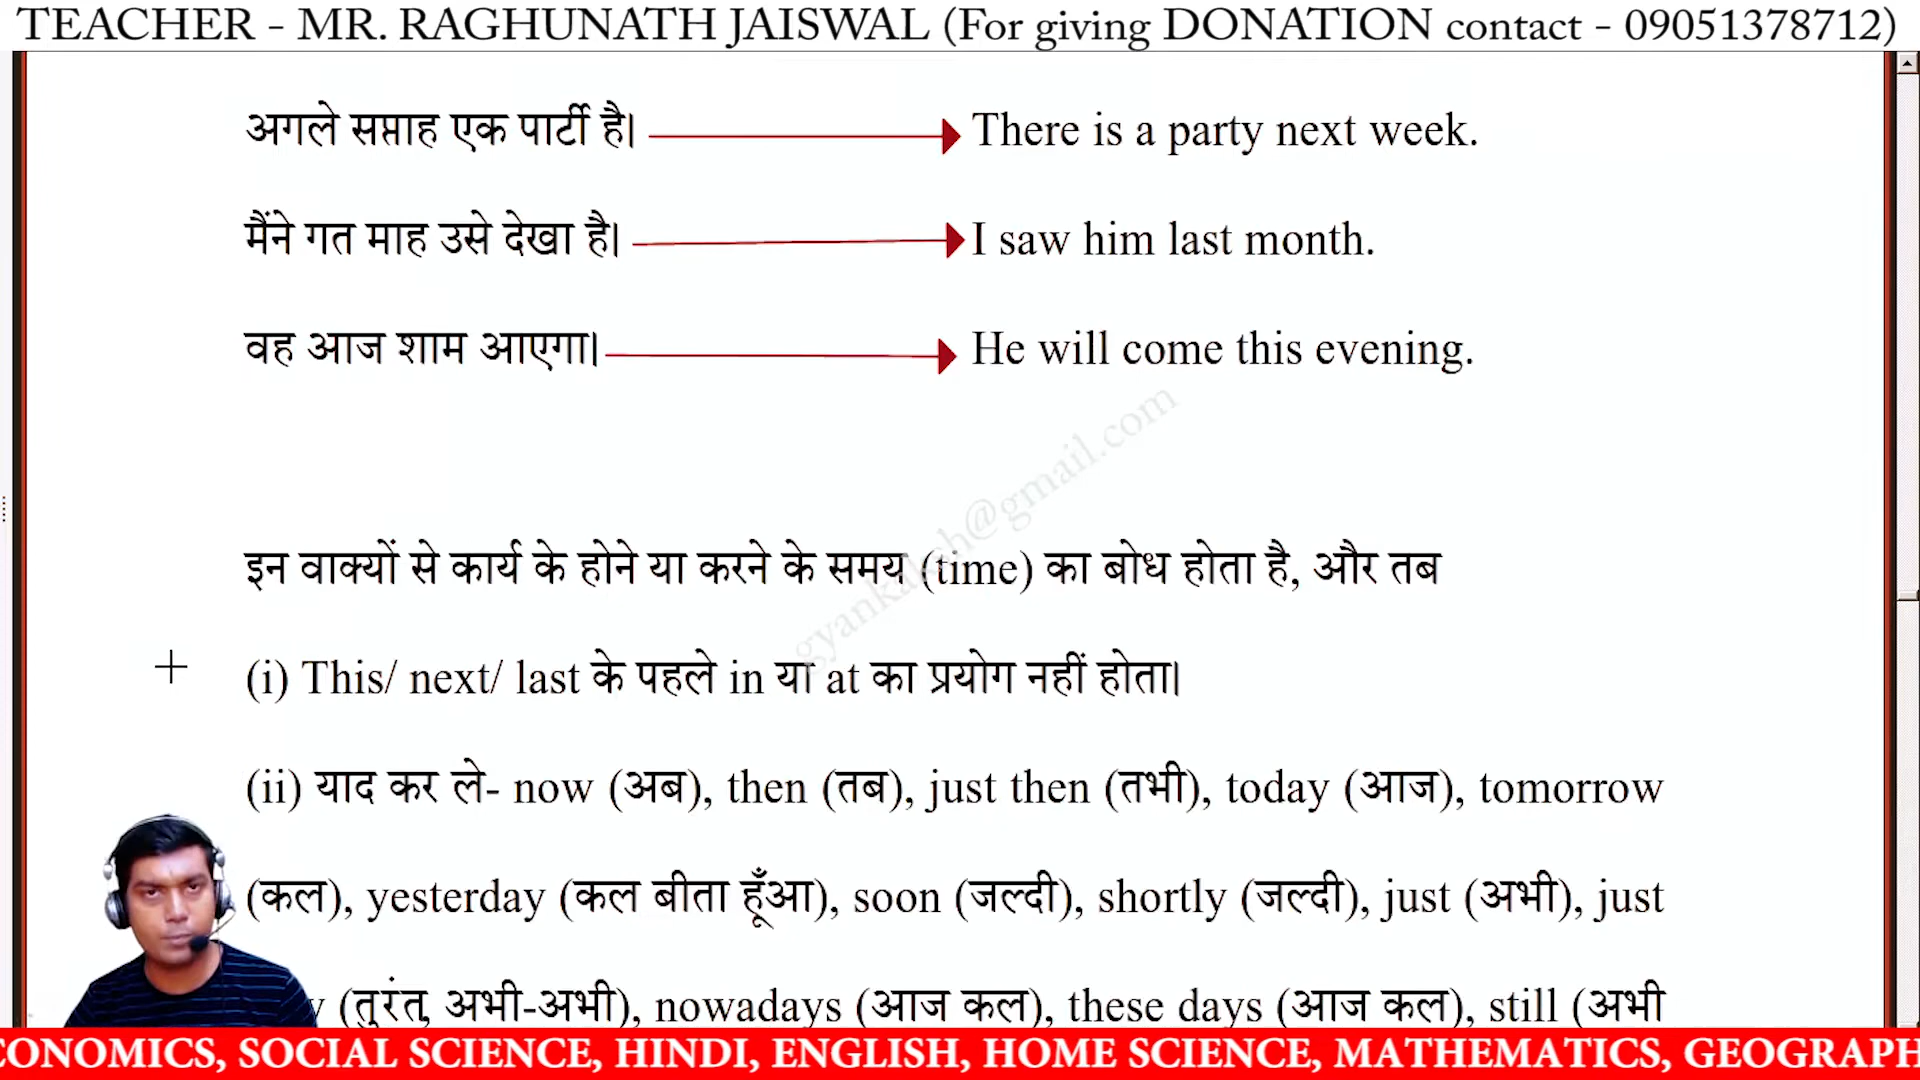 TEACHER - MR. RAGHUNATH JAISWAL (For giving DONATION contact - 09051378712)
अगले सप्ताह एक पार्टी है। There is a party next week.
मैंने गत माह उसे देखा है। I saw him last month.
वह आज शाम आएगा। He will come this evening.
gyankaksh@gmail.com
इन वाक्यों से कार्य के होने या करने के समय (time) का बोध होता है, और तब
(i) This/ next/ last के पहले in या at का प्रयोग नहीं होता।
(ii) याद कर ले- now (अब), then (तब), just then (तभी), today (आज), tomorrow
(कल), yesterday (कल बीता हूँआ), soon (जल्दी), shortly (जल्दी), just (अभी), just
(तुरंत, अभी-अभी), nowadays (आज कल), these days (आज कल), still (अभी
CONOMICS, SOCIAL SCIENCE, HINDI, ENGLISH, HOME SCIENCE, MATHEMATICS, GEOGRAPH